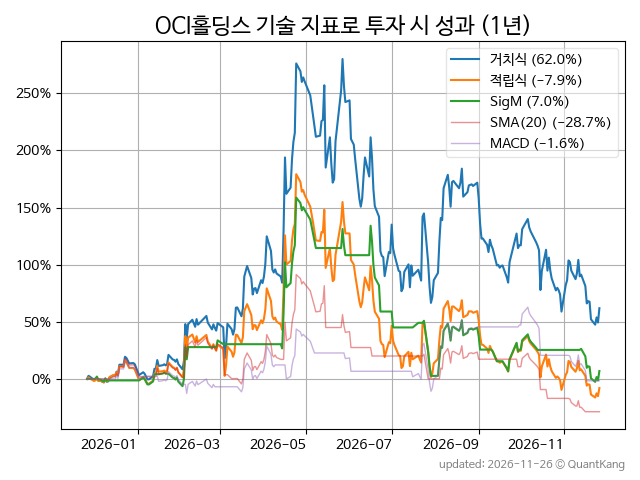 OCI홀딩스 기술 지표로 투자 시 성과 (1년)
거치식 (62.0%)
적립식 (−7.9%)
SigM (7.0%)
SMA(20) (−28.7%)
MACD (−1.6%)
250%
200%
150%
100%
50%
0%
2026-01 2026-03 2026-05 2026-07 2026-09 2026-11
updated: 2026-11-26 © QuantKang